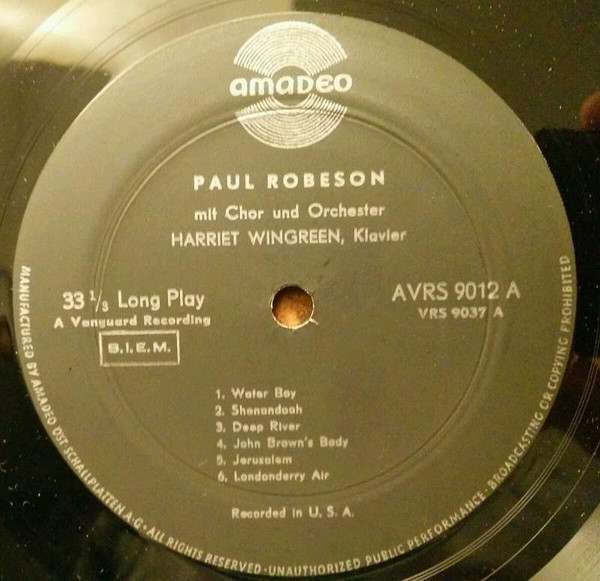 amadeo
PAUL ROBESON
mit Chor und Orchester
HARRIET WINGREEN, Klavier
33 1/3 Long Play
A Vanguard Recording
B.I.E.M.
AVRS 9012 A
VRS 9037 A
1. Water Boy
2. Shenandoah
3. Deep River
4. John Brown's Body
5. Jerusalem
6. Londonderry Air
Recorded in U. S. A.
MANUFACTURED BY AMADEO ÖST. SCHALLPLATTEN A·G · ALL RIGHTS RESERVED · UNAUTHORIZED PUBLIC PERFORMANCE · BROADCASTING OR COPYING PROHIBITED